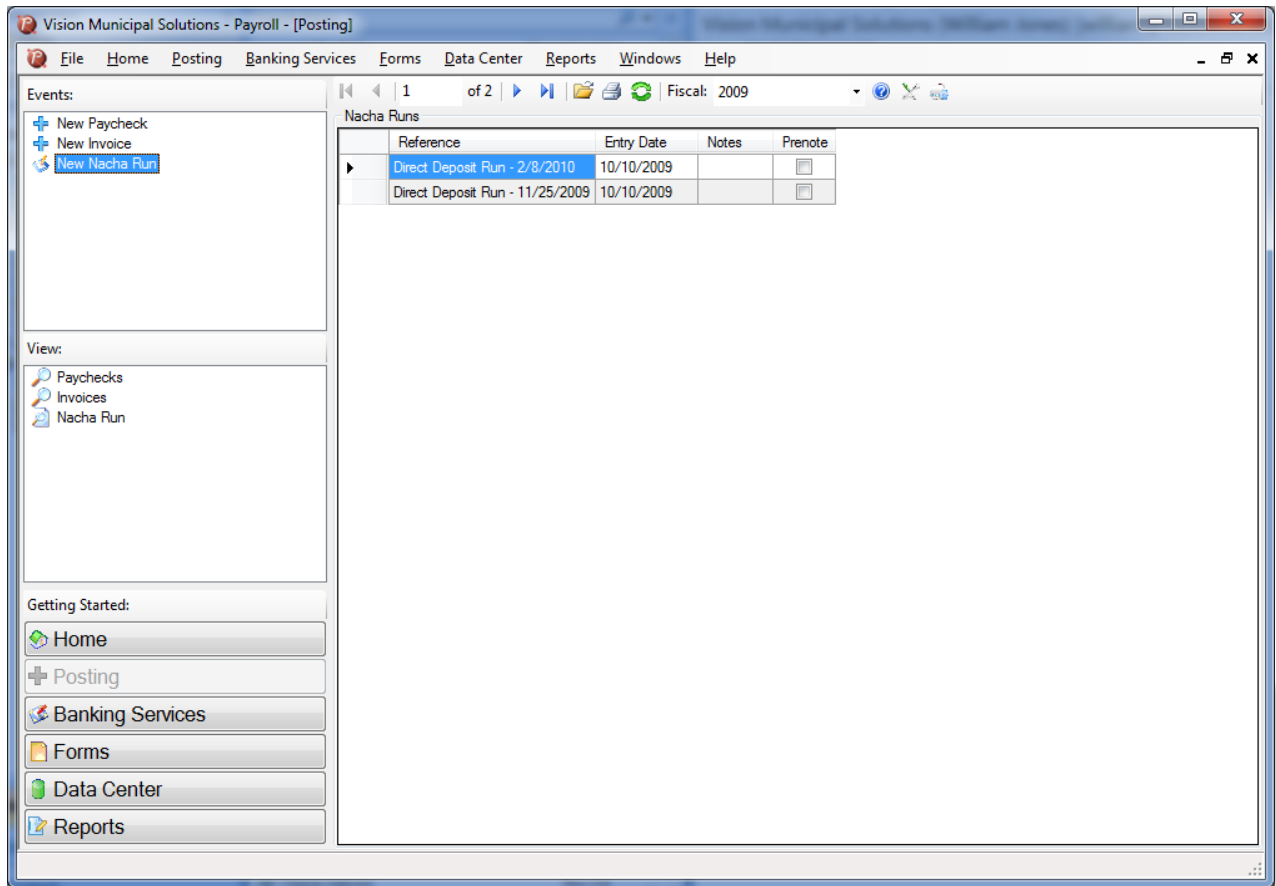 Vision Municipal Solutions - Payroll - [Posting]
File Home Posting Banking Services Forms Data Center Reports Windows Help
Events:
1 of 2 Fiscal: 2009
New Paycheck
New Invoice
New Nacha Run
Nacha Runs
Reference Entry Date Notes Prenote
Direct Deposit Run - 2/8/2010 10/10/2009
Direct Deposit Run - 11/25/2009 10/10/2009
View:
Paychecks
Invoices
Nacha Run
Getting Started:
Home
Posting
Banking Services
Forms
Data Center
Reports